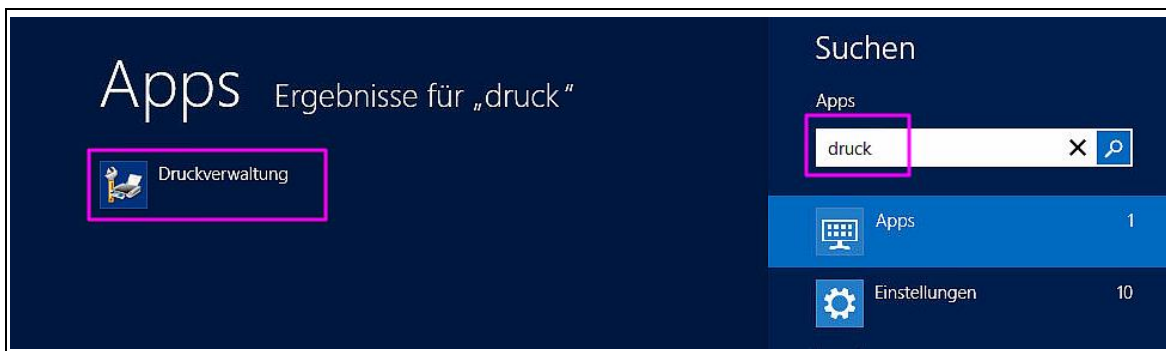 Apps Ergebnisse für „druck“
Druckverwaltung
Suchen
Apps
druck
Apps 1
Einstellungen 10